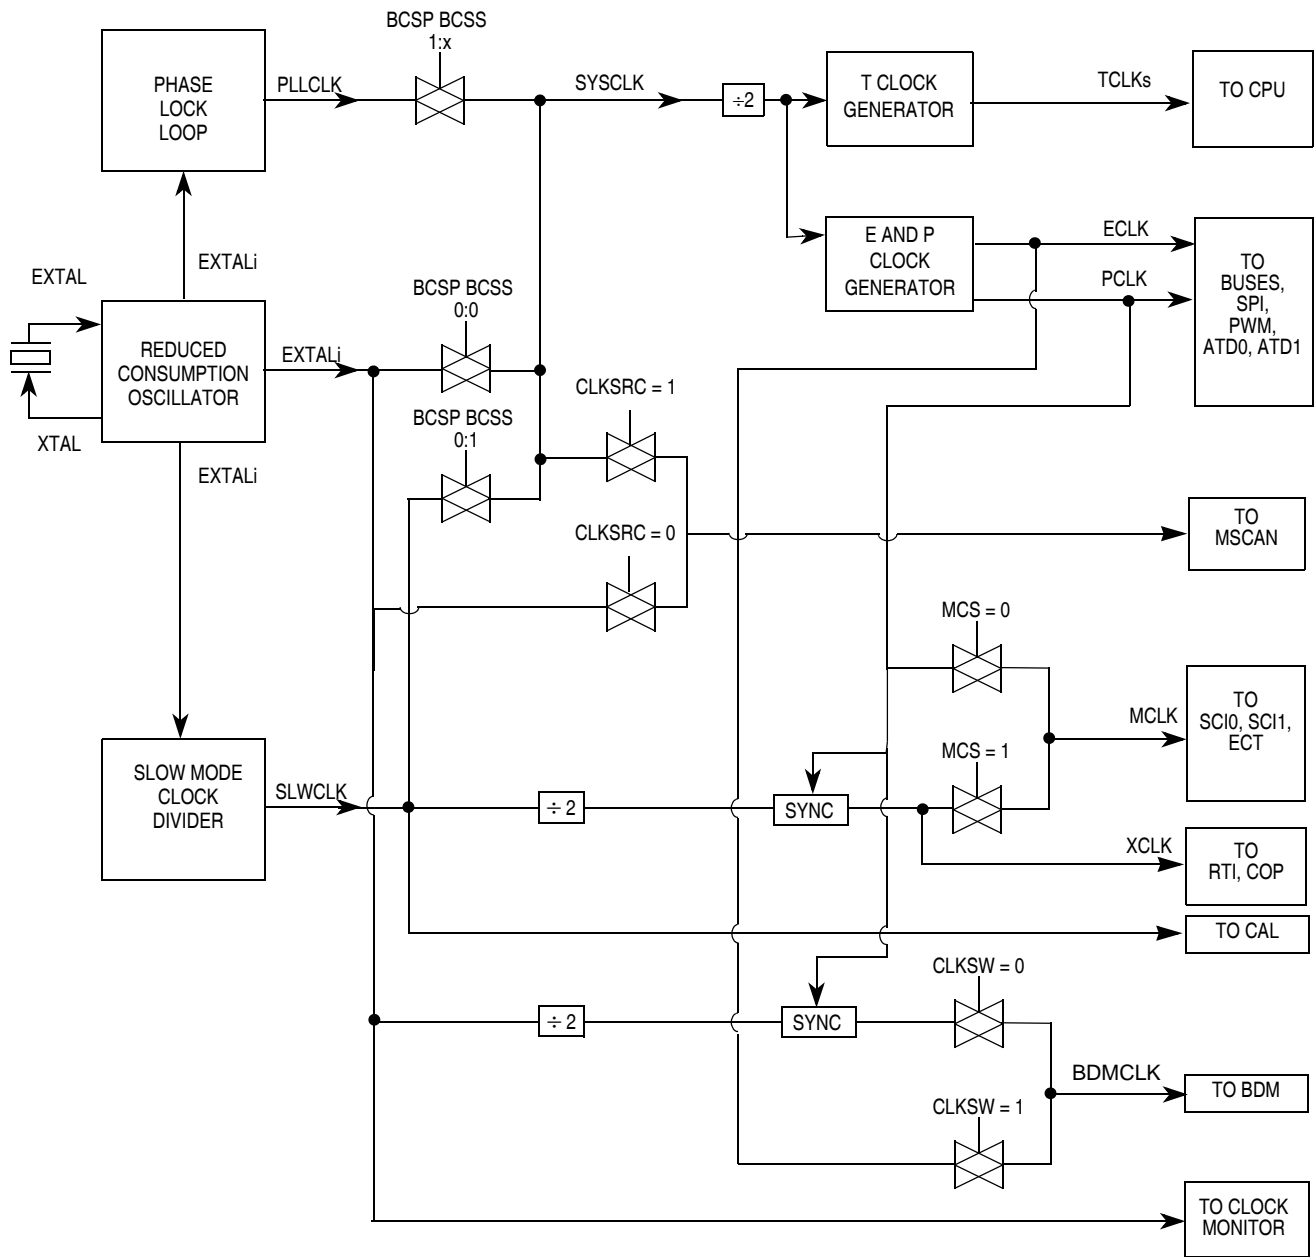 BCSP BCSS
1:x
PHASE
LOCK
LOOP
PLLCLK
SYSCLK
÷2
T CLOCK
GENERATOR
TCLKs
TO CPU
EXTALi
EXTAL
XTAL
REDUCED
CONSUMPTION
OSCILLATOR
EXTALi
BCSP BCSS
0:0
BCSP BCSS
0:1
E AND P
CLOCK
GENERATOR
ECLK
PCLK
TO
BUSES,
SPI,
PWM,
ATD0, ATD1
CLKSRC = 1
CLKSRC = 0
TO
MSCAN
EXTALi
MCS = 0
MCS = 1
MCLK
TO
SCI0, SCI1,
ECT
SLOW MODE
CLOCK
DIVIDER
SLWCLK
÷ 2
SYNC
XCLK
TO
RTI, COP
TO CAL
÷ 2
SYNC
CLKSW = 0
CLKSW = 1
BDMCLK
TO BDM
TO CLOCK
MONITOR